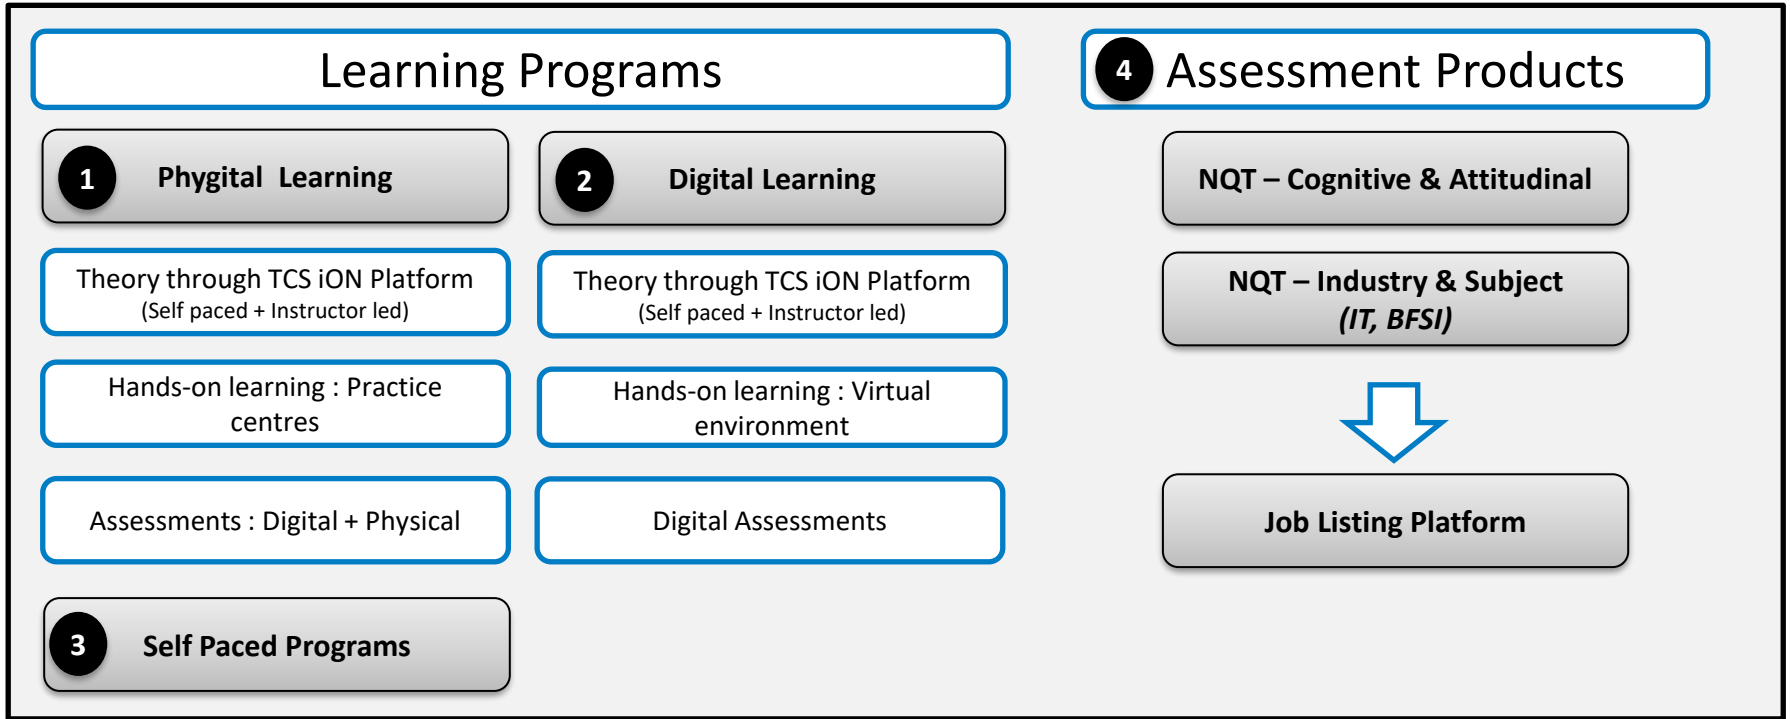 Learning Programs
1
Phygital Learning
Theory through TCS iON Platform
(Self paced + Instructor led)
Hands-on learning : Practice
centres
Assessments : Digital + Physical
2
Digital Learning
Theory through TCS iON Platform
(Self paced + Instructor led)
Hands-on learning : Virtual
environment
Digital Assessments
3
Self Paced Programs
4
Assessment Products
NQT – Cognitive & Attitudinal
NQT – Industry & Subject
(IT, BFSI)
Job Listing Platform